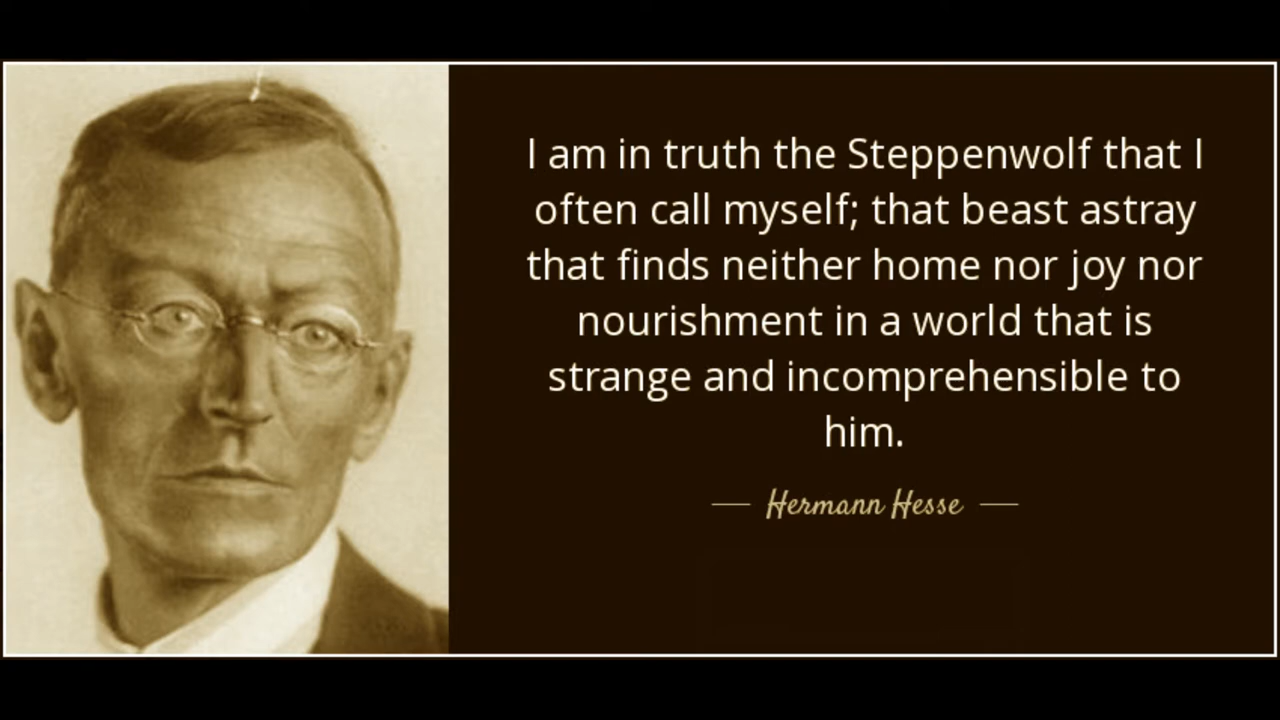 I am in truth the Steppenwolf that I
often call myself; that beast astray
that finds neither home nor joy nor
nourishment in a world that is
strange and incomprehensible to
him.
— Hermann Hesse —